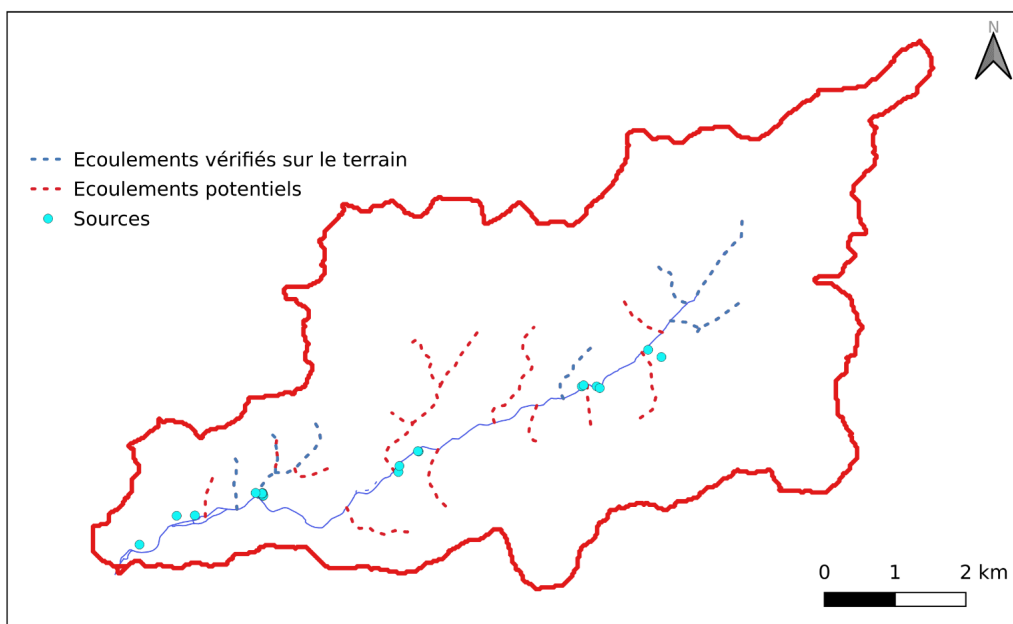 N
Ecoulements vérifiés sur le terrain
Ecoulements potentiels
Sources
0 1 2 km